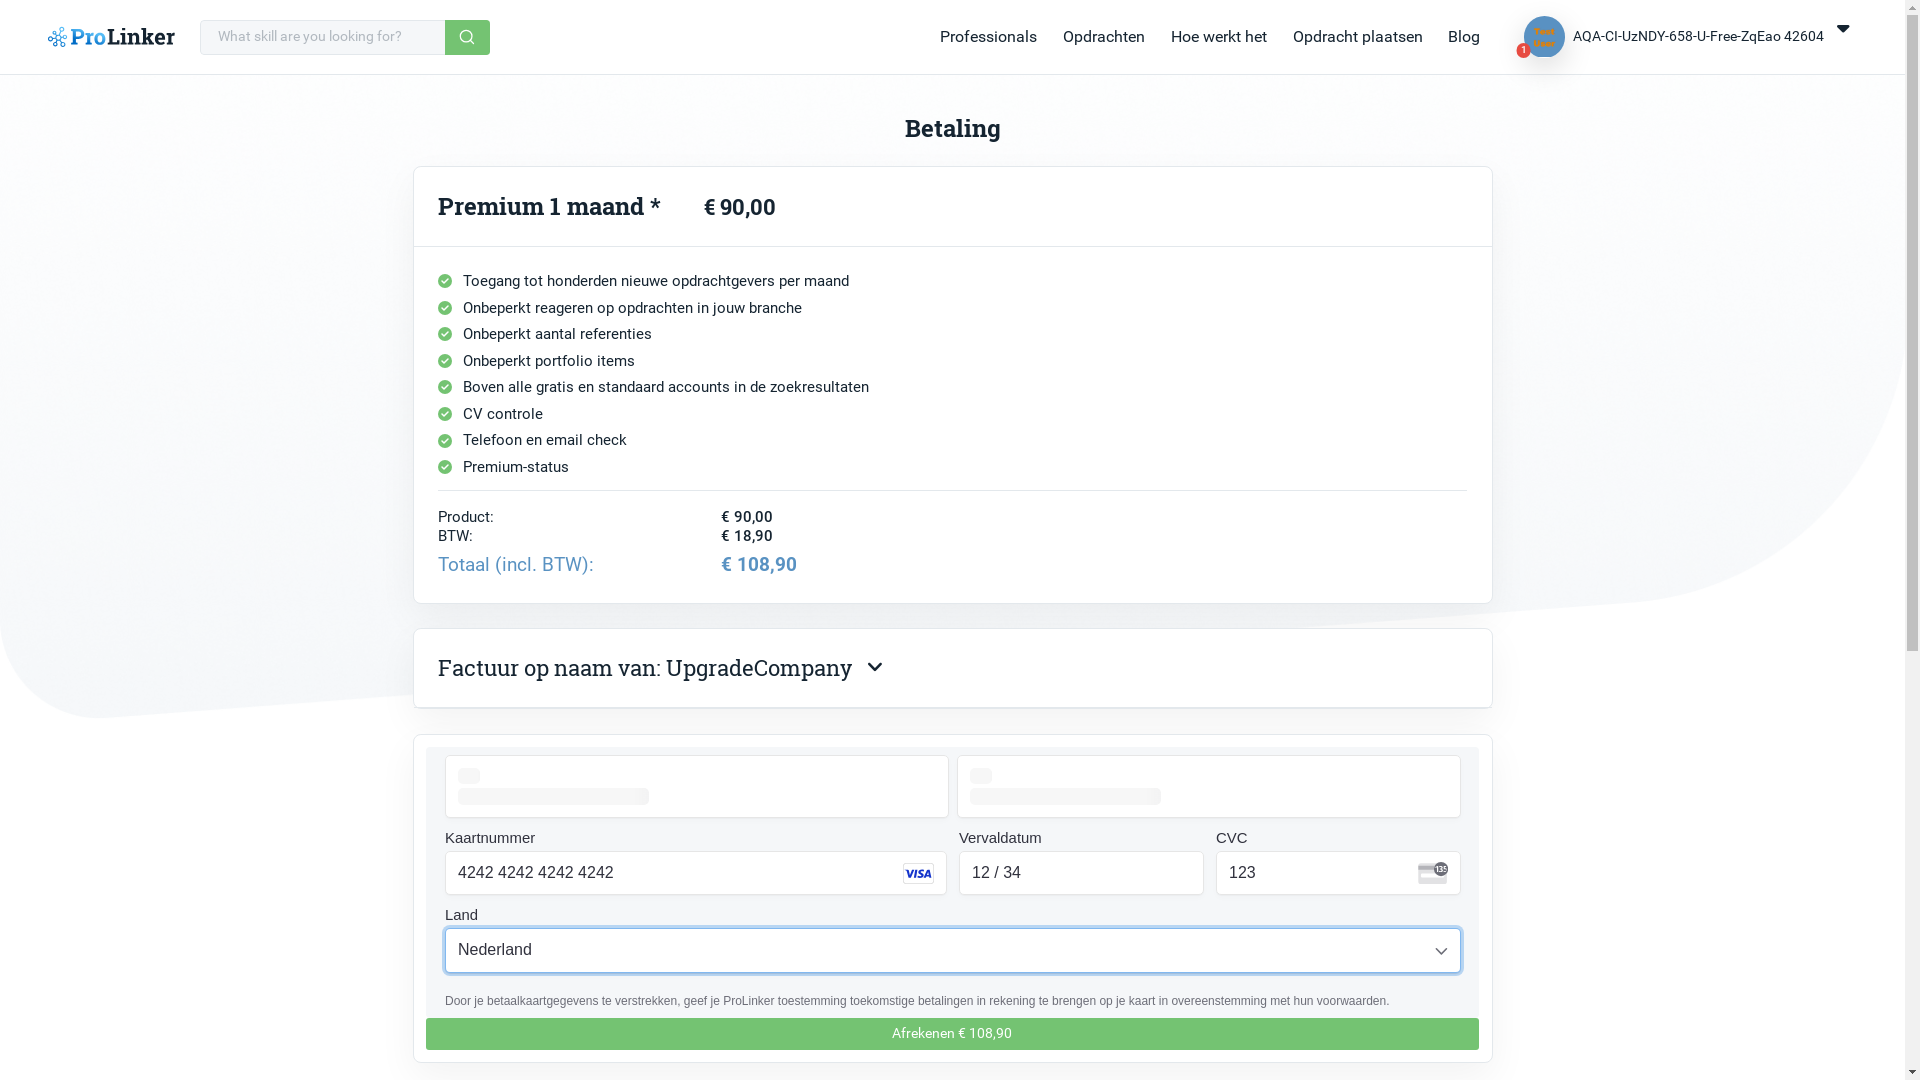 ProLinker
What skill are you looking for?
Professionals
Opdrachten
Hoe werkt het
Opdracht plaatsen
Blog
Test
User
1
AQA-CI-UzNDY-658-U-Free-ZqEao 42604
Betaling
Premium 1 maand * € 90,00
Toegang tot honderden nieuwe opdrachtgevers per maand
Onbeperkt reageren op opdrachten in jouw branche
Onbeperkt aantal referenties
Onbeperkt portfolio items
Boven alle gratis en standaard accounts in de zoekresultaten
CV controle
Telefoon en email check
Premium-status
Product: € 90,00
BTW: € 18,90
Totaal (incl. BTW): € 108,90
Factuur op naam van: UpgradeCompany
Kaartnummer Vervaldatum CVC
4242 4242 4242 4242 VISA 12 / 34 123 135
Land
Nederland
Door je betaalkaartgegevens te verstrekken, geef je ProLinker toestemming toekomstige betalingen in rekening te brengen op je kaart in overeenstemming met hun voorwaarden.
Afrekenen € 108,90